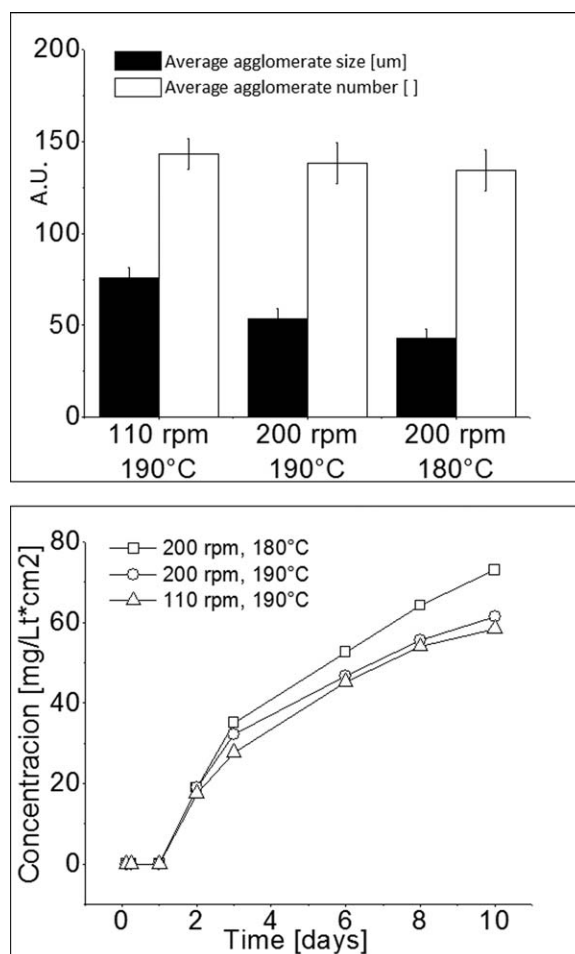 200
150
100
50
0
A.U.
Average agglomerate size [um]
Average agglomerate number [ ]
110 rpm
190°C
200 rpm
190°C
200 rpm
180°C
80
60
40
20
0
Concentracion [mg/Lt*cm2]
200 rpm, 180°C
200 rpm, 190°C
110 rpm, 190°C
0 2 4 6 8 10
Time [days]